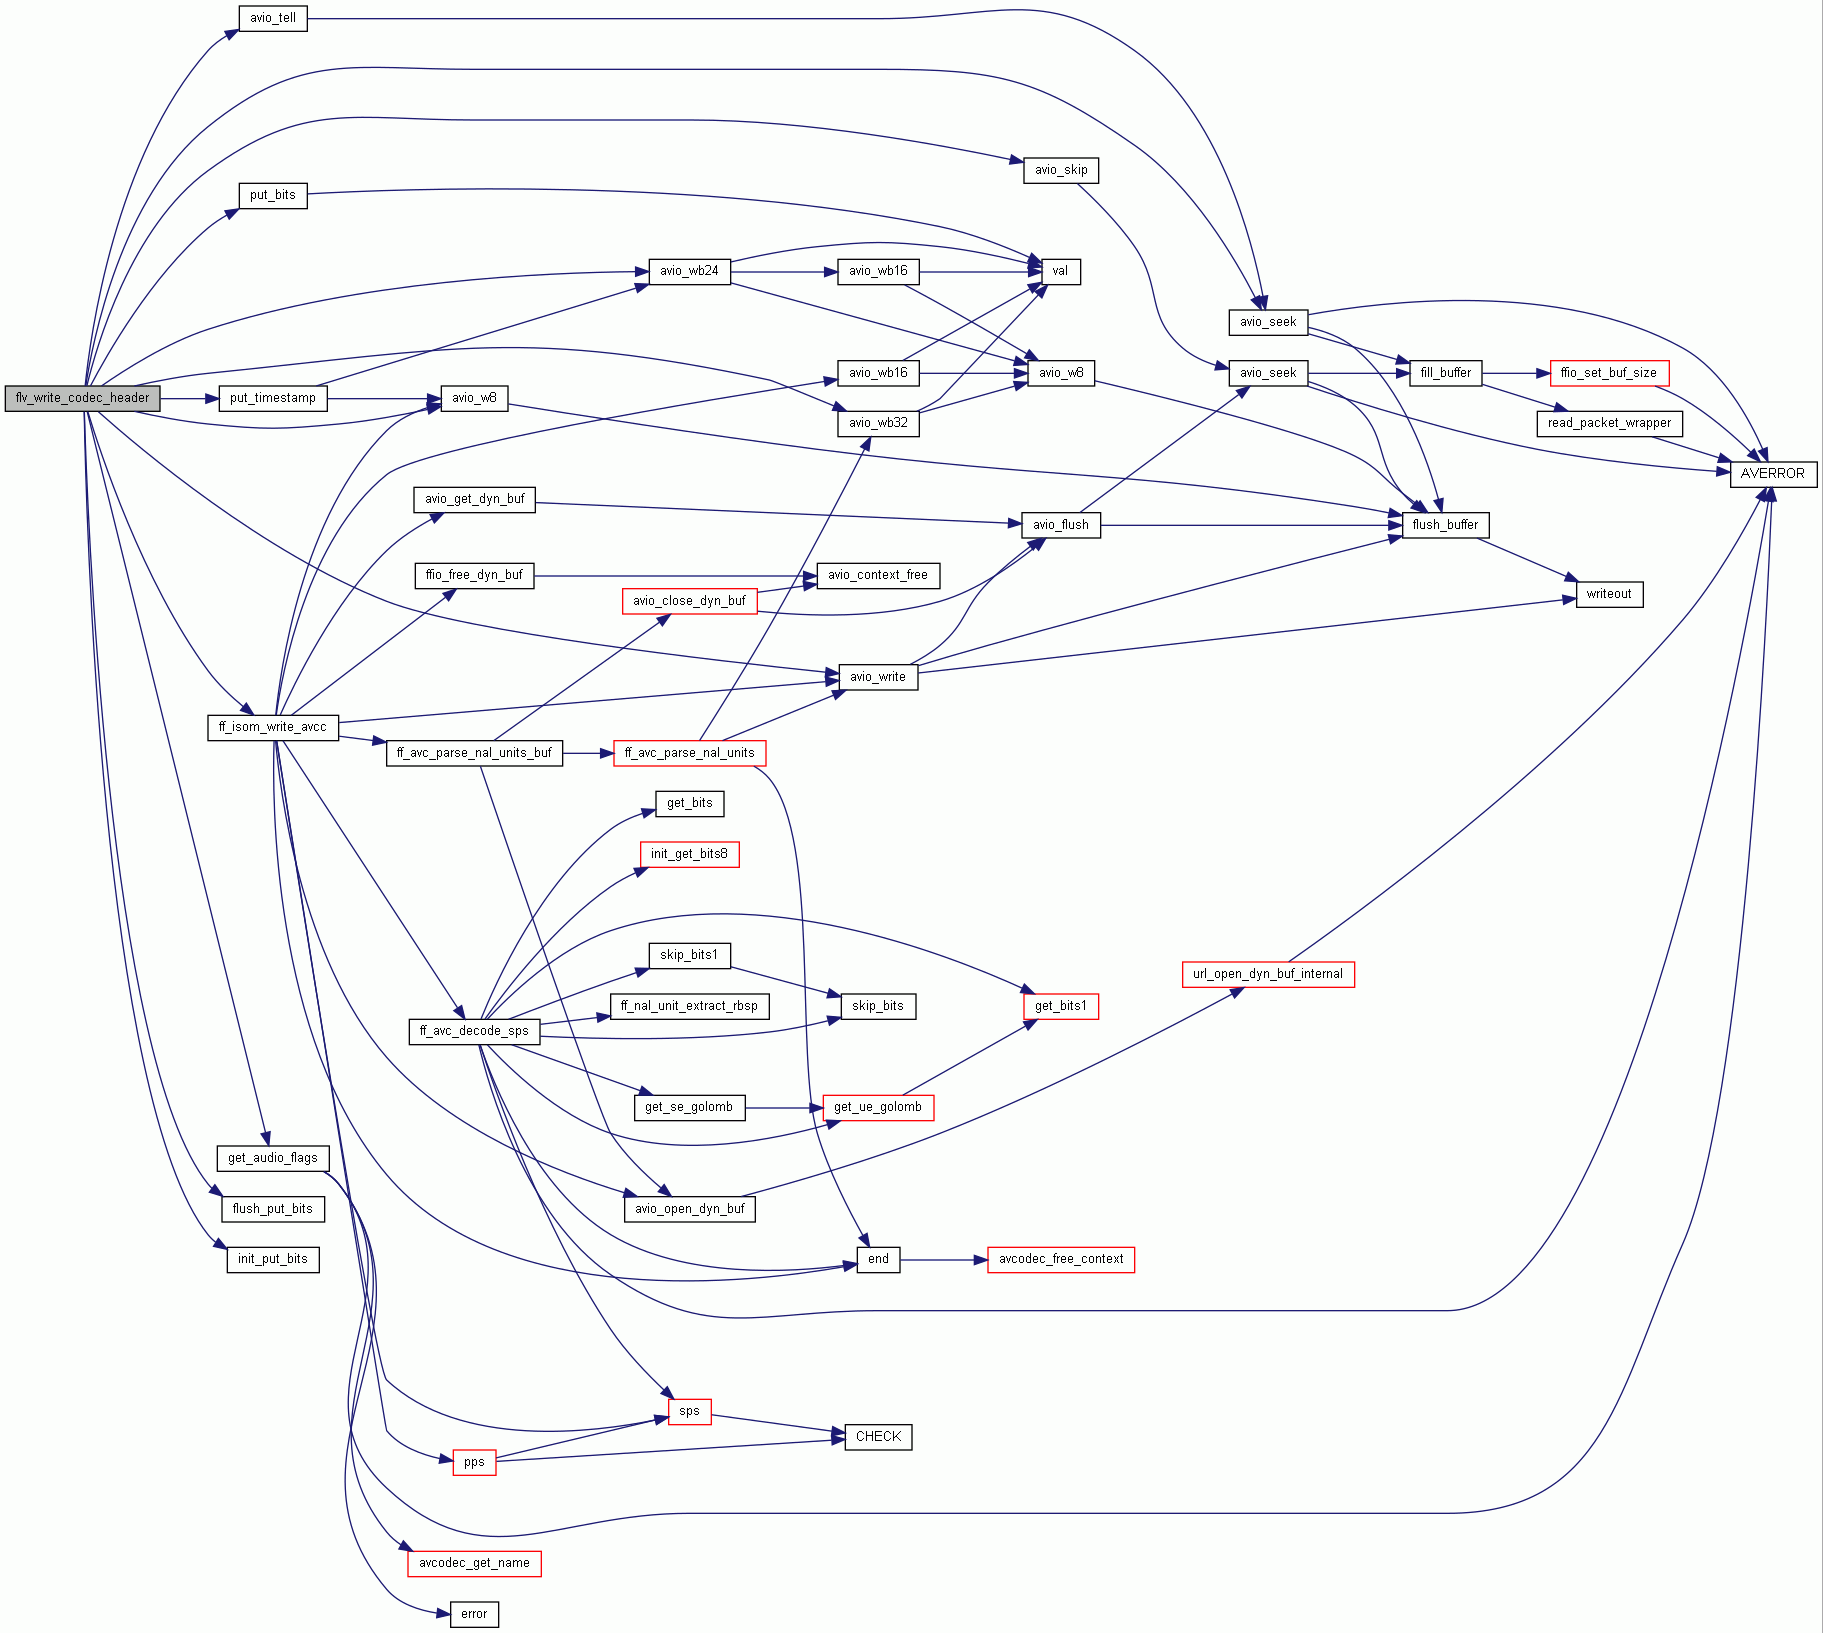 avio_tell
avio_skip
put_bits
avio_wb24
avio_wb16
val
avio_seek
flv_write_codec_header
put_timestamp
avio_w8
avio_wb16
avio_w8
avio_seek
fill_buffer
ffio_set_buf_size
avio_wb32
read_packet_wrapper
AVERROR
avio_get_dyn_buf
avio_flush
flush_buffer
ffio_free_dyn_buf
avio_context_free
avio_close_dyn_buf
writeout
avio_write
ff_isom_write_avcc
ff_avc_parse_nal_units_buf
ff_avc_parse_nal_units
get_bits
init_get_bits8
skip_bits1
url_open_dyn_buf_internal
ff_nal_unit_extract_rbsp
skip_bits
get_bits1
ff_avc_decode_sps
get_se_golomb
get_ue_golomb
get_audio_flags
flush_put_bits
avio_open_dyn_buf
init_put_bits
end
avcodec_free_context
sps
CHECK
pps
avcodec_get_name
error